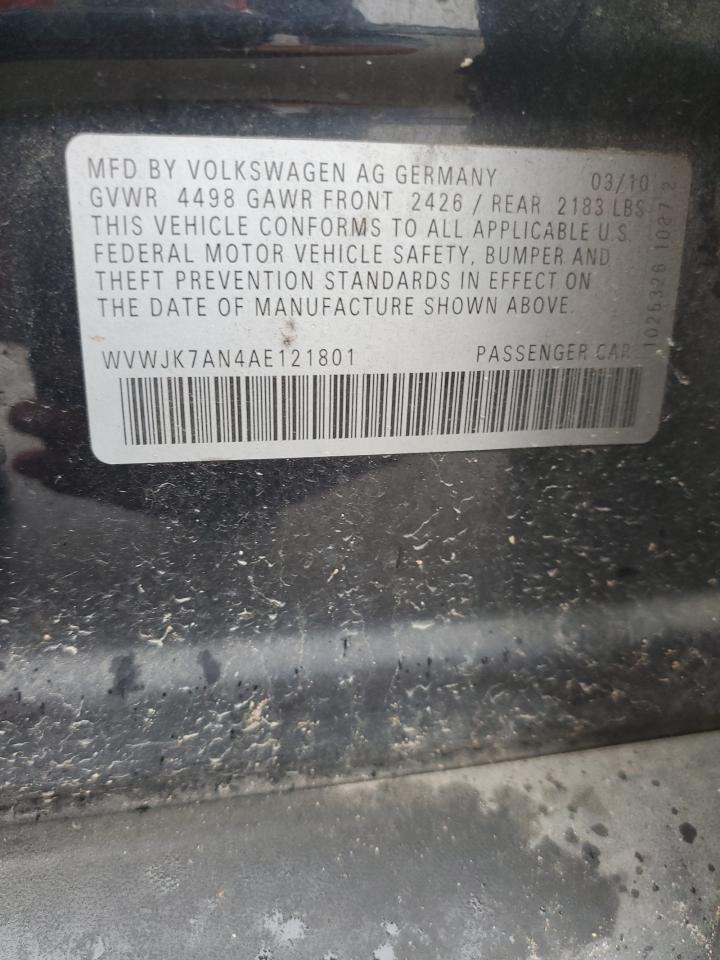 MFD BY VOLKSWAGEN AG GERMANY 03/10
GVWR 4498 GAWR FRONT 2426 / REAR 2183 LBS
THIS VEHICLE CONFORMS TO ALL APPLICABLE U.S.
FEDERAL MOTOR VEHICLE SAFETY, BUMPER AND
THEFT PREVENTION STANDARDS IN EFFECT ON
THE DATE OF MANUFACTURE SHOWN ABOVE.
WVWJK7AN4AE121801 PASSENGER CAR